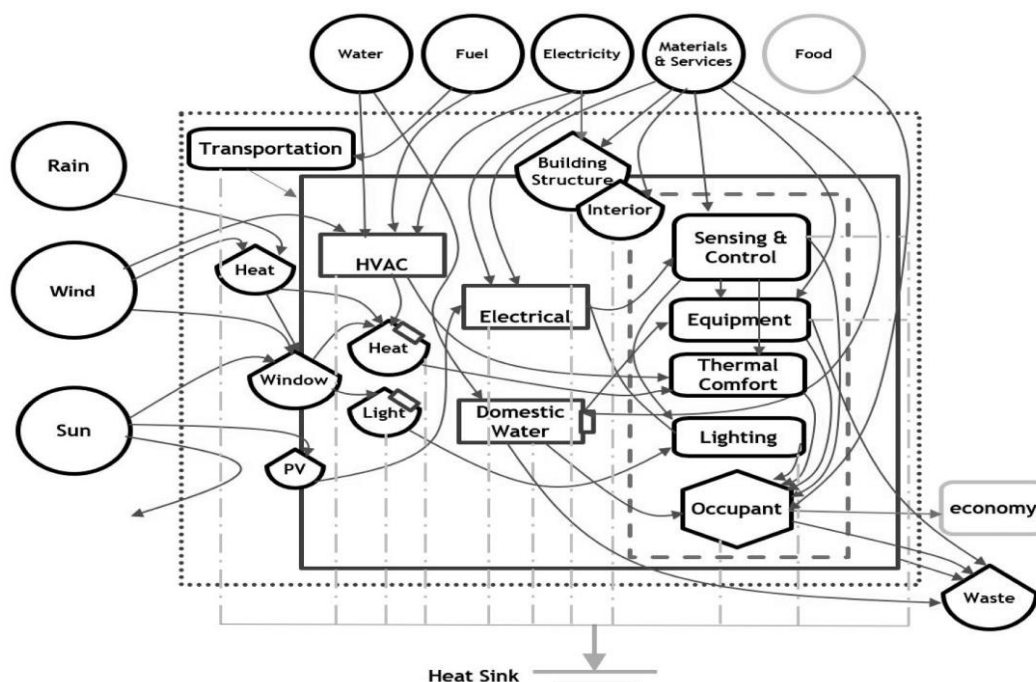 Water
Fuel
Electricity
Materials
& Services
Food
Rain
Transportation
Building
Structure
Interior
Sensing &
Control
Heat
HVAC
Wind
Electrical
Equipment
Heat
Thermal
Comfort
Window
Light
Domestic
Water
Lighting
Sun
PV
Occupant
economy
Waste
Heat Sink